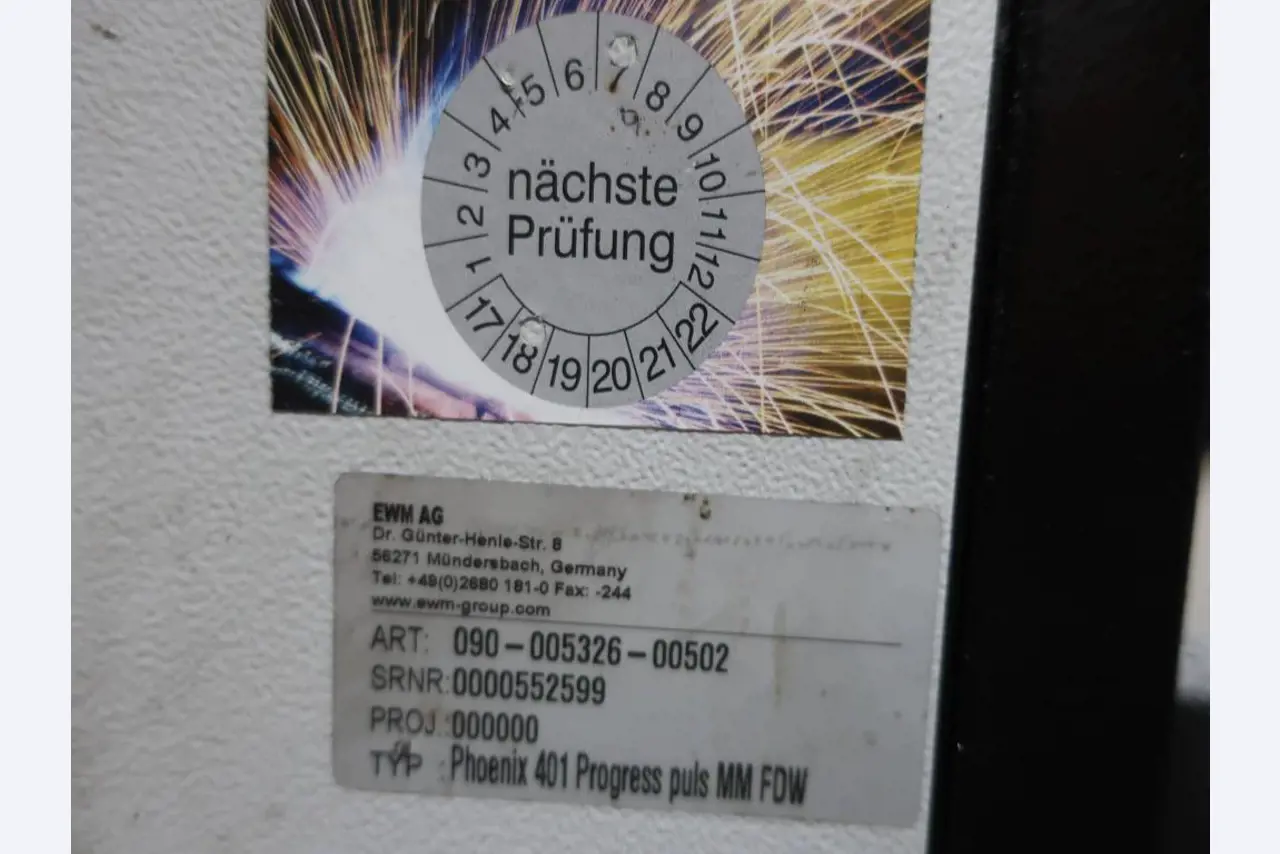 1 2 3 4 5 6 7 8 9 10 11 12
nächste
Prüfung
17 18 19 20 21 22
EWM AG
Dr. Günter-Henle-Str. 8
56271 Mündersbach, Germany
Tel: +49(0)2680 181-0 Fax: -244
www.ewm-group.com
ART: 090-005326-00502
SRNR:0000552599
PROJ.:000000
TYP : Phoenix 401 Progress puls MM FDW